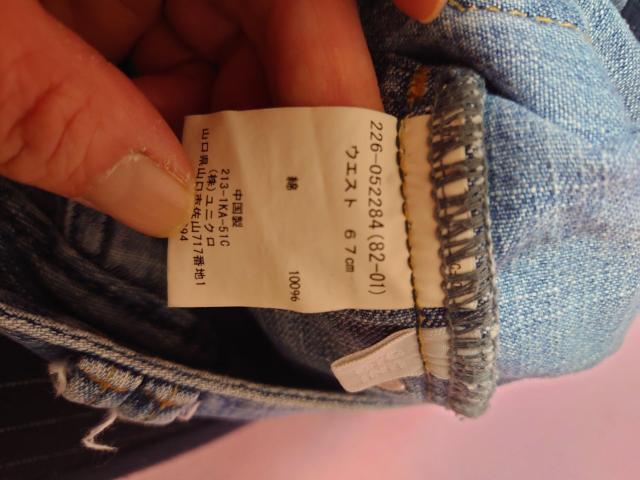 226-052284(82-01)
ウエスト 67cm
綿 100%
中国製
213-1KA-51C
(株)ユニクロ
山口県山口市佐山717番地1